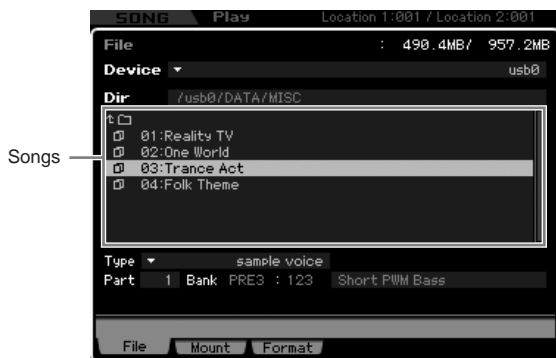 SONG Play Location 1:001 / Locatio 2:001
File : 490.4MB/ 957.2MB
Device usb0
Dir /usb0/DATA/MISC
01:Reality TV
02:One World
Songs
03:Trance Act
04:Folk Theme
Type sample voice
Part 1 Bank PRE3 : 123 Short PWM Bass
File Mount Format